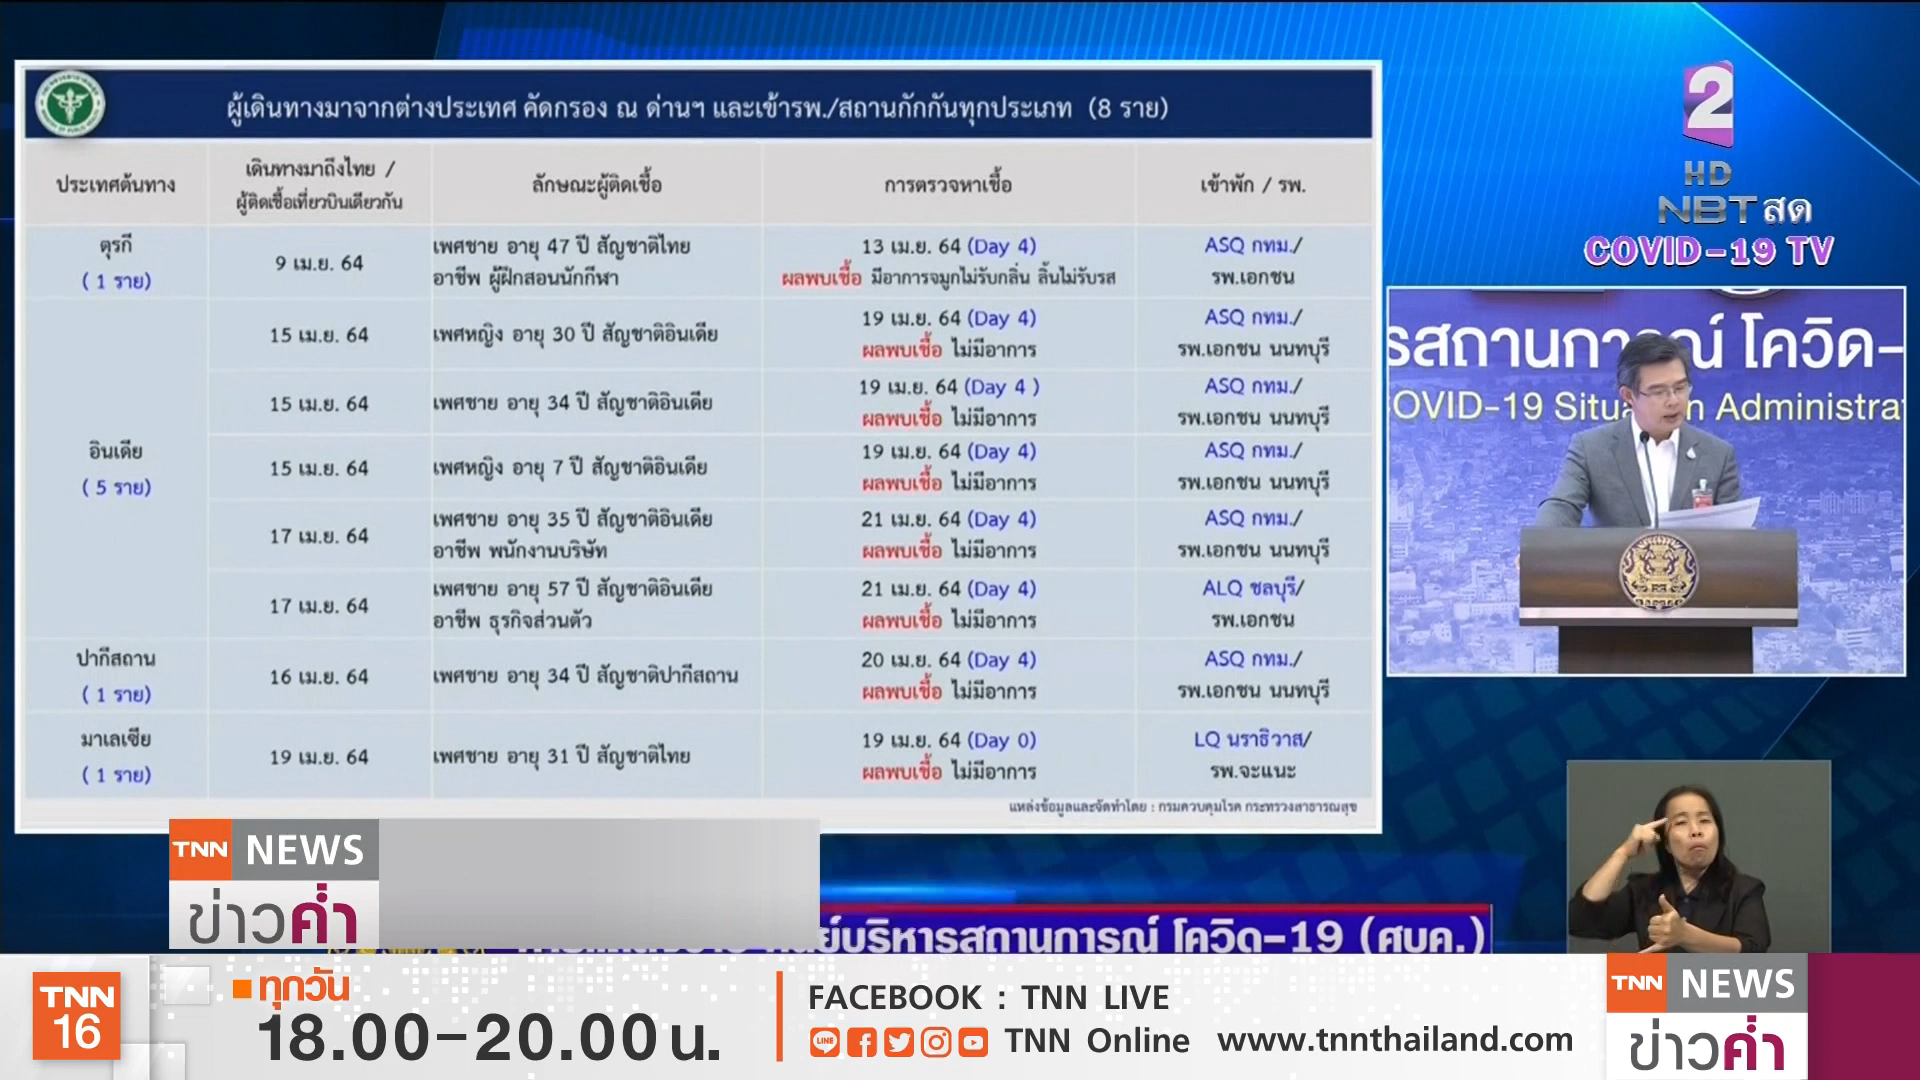 ผู้เดินทางมาจากต่างประเทศ คัดกรอง ณ ด่านฯ และเข้ารพ./สถานกักกันทุกประเภท (8 ราย)
ประเทศต้นทาง
เดินทางมาถึงไทย /
ผู้ติดเชื้อเที่ยวบินเดียวกัน
ลักษณะผู้ติดเชื้อ
การตรวจหาเชื้อ
เข้าพัก / รพ.
ตุรกี
( 1 ราย)
9 เม.ย. 64
เพศชาย อายุ 47 ปี สัญชาติไทย
อาชีพ ผู้ฝึกสอนนักกีฬา
13 เม.ย. 64 (Day 4)
ผลพบเชื้อ มีอาการจมูกไม่รับกลิ่น ลิ้นไม่รับรส
ASQ กทม./
รพ.เอกชน
อินเดีย
( 5 ราย)
15 เม.ย. 64
เพศหญิง อายุ 30 ปี สัญชาติอินเดีย
19 เม.ย. 64 (Day 4)
ผลพบเชื้อ ไม่มีอาการ
ASQ กทม./
รพ.เอกชน นนทบุรี
15 เม.ย. 64
เพศชาย อายุ 34 ปี สัญชาติอินเดีย
19 เม.ย. 64 (Day 4 )
ผลพบเชื้อ ไม่มีอาการ
ASQ กทม./
รพ.เอกชน นนทบุรี
15 เม.ย. 64
เพศหญิง อายุ 7 ปี สัญชาติอินเดีย
19 เม.ย. 64 (Day 4)
ผลพบเชื้อ ไม่มีอาการ
ASQ กทม./
รพ.เอกชน นนทบุรี
17 เม.ย. 64
เพศชาย อายุ 35 ปี สัญชาติอินเดีย
อาชีพ พนักงานบริษัท
21 เม.ย. 64 (Day 4)
ผลพบเชื้อ ไม่มีอาการ
ASQ กทม./
รพ.เอกชน นนทบุรี
17 เม.ย. 64
เพศชาย อายุ 57 ปี สัญชาติอินเดีย
อาชีพ ธุรกิจส่วนตัว
21 เม.ย. 64 (Day 4)
ผลพบเชื้อ ไม่มีอาการ
ALQ ชลบุรี/
รพ.เอกชน
ปากีสถาน
( 1 ราย)
16 เม.ย. 64
เพศชาย อายุ 34 ปี สัญชาติปากีสถาน
20 เม.ย. 64 (Day 4)
ผลพบเชื้อ ไม่มีอาการ
ASQ กทม./
รพ.เอกชน นนทบุรี
มาเลเซีย
( 1 ราย)
19 เม.ย. 64
เพศชาย อายุ 31 ปี สัญชาติไทย
19 เม.ย. 64 (Day 0)
ผลพบเชื้อ ไม่มีอาการ
LQ นราธิวาส/
รพ.จะแนะ
แหล่งข้อมูลและจัดทำโดย : กรมควบคุมโรค กระทรวงสาธารณสุข
2
HD
NBT สด
COVID-19 TV
รสถานการณ์ โควิด-
OVID-19 Situ n Administra
TNN NEWS
ข่าวค่ำ
บริหารสถานการณ์ โควิด-19 (ศบค.)
TNN
16
ทุกวัน
18.00-20.00 น.
FACEBOOK : TNN LIVE
LINE TNN Online www.tnnthailand.com
TNN NEWS
ข่าวค่ำ